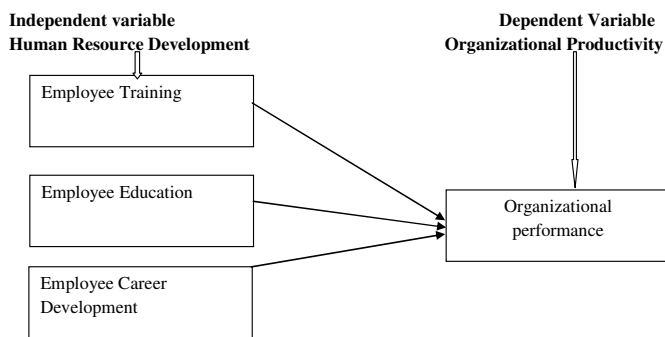 Independent variable
Human Resource Development
Dependent Variable
Organizational Productivity
Employee Training
Employee Education
Employee Career
Development
Organizational
performance